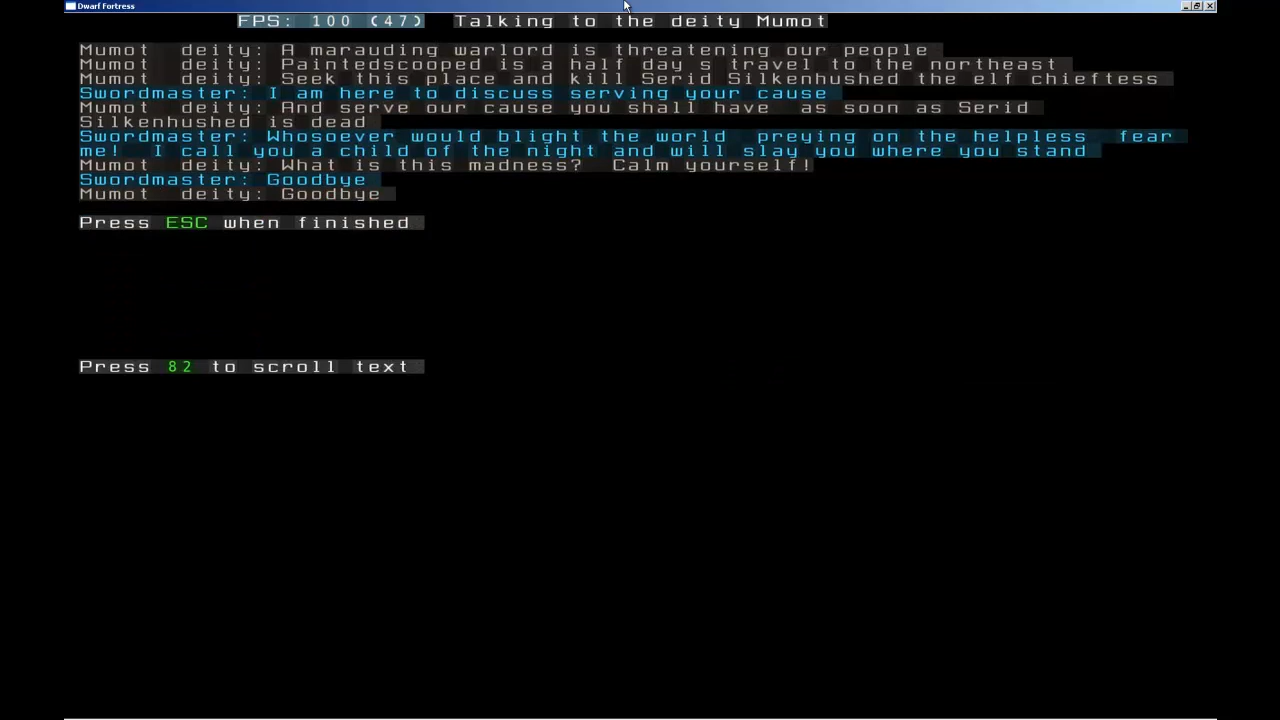 Dwarf Fortress
FPS: 100 (47) Talking to the deity Mumot
Mumot deity: A marauding warlord is threatening our people
Mumot deity: Paintedscooped is a half day s travel to the northeast
Mumot deity: Seek this place and kill Serid Silkenhushed the elf chieftess
Swordmaster: I am here to discuss serving your cause
Mumot deity: And serve our cause you shall have as soon as Serid
Silkenhushed is dead
Swordmaster: Whosoever would blight the world preying on the helpless fear
me! I call you a child of the night and will slay you where you stand
Mumot deity: What is this madness? Calm yourself!
Swordmaster: Goodbye
Mumot deity: Goodbye
Press ESC when finished
Press 82 to scroll text